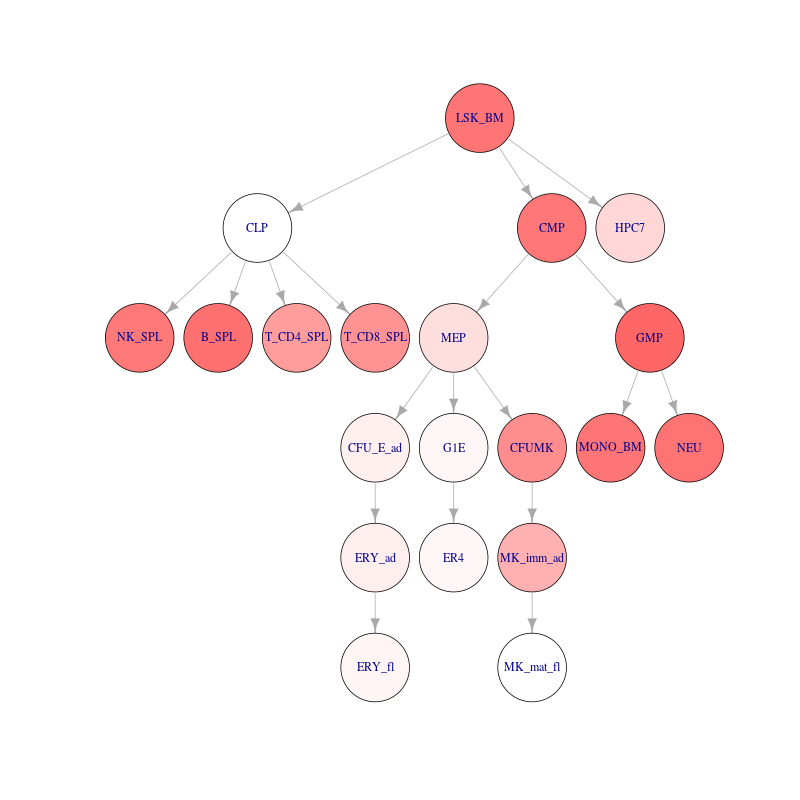 LSK_BM
CLP
CMP
HPC7
NK_SPL
B_SPL
T_CD4_SPL
T_CD8_SPL
MEP
GMP
CFU_E_ad
G1E
CFUMK
MONO_BM
NEU
ERY_ad
ER4
MK_imm_ad
ERY_fl
MK_mat_fl